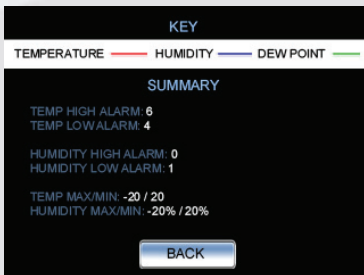 KEY
TEMPERATURE HUMIDITY DEW POINT
SUMMARY
TEMP HIGH ALARM: 6
TEMP LOW ALARM: 4
HUMIDITY HIGH ALARM: 0
HUMIDITY LOW ALARM: 1
TEMP MAX/MIN: -20 / 20
HUMIDITY MAX/MIN: -20% / 20%
BACK